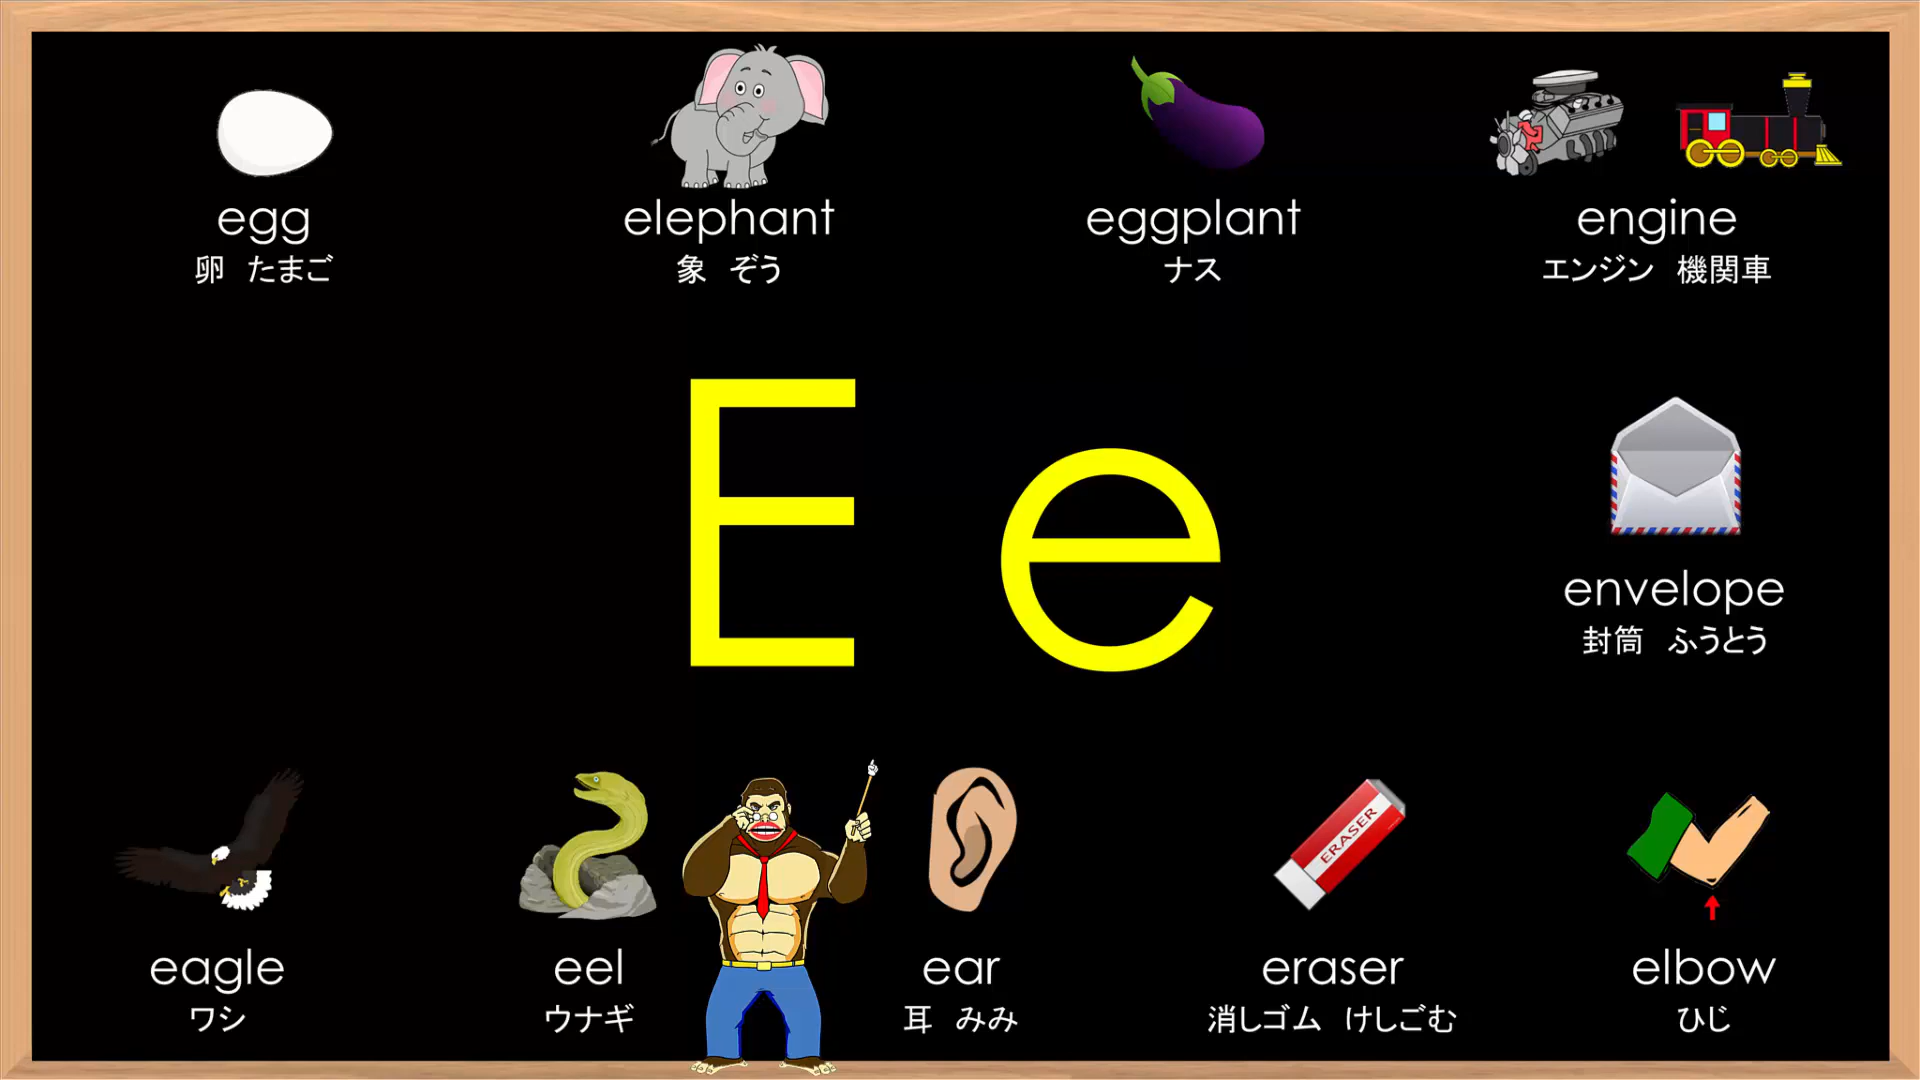 egg
卵　たまご
elephant
象　ぞう
eggplant
ナス
engine
エンジン　機関車
E e
envelope
封筒　ふうとう
eagle
ワシ
eel
ウナギ
ear
耳　みみ
ERASER
eraser
消しゴム　けしごむ
elbow
ひじ